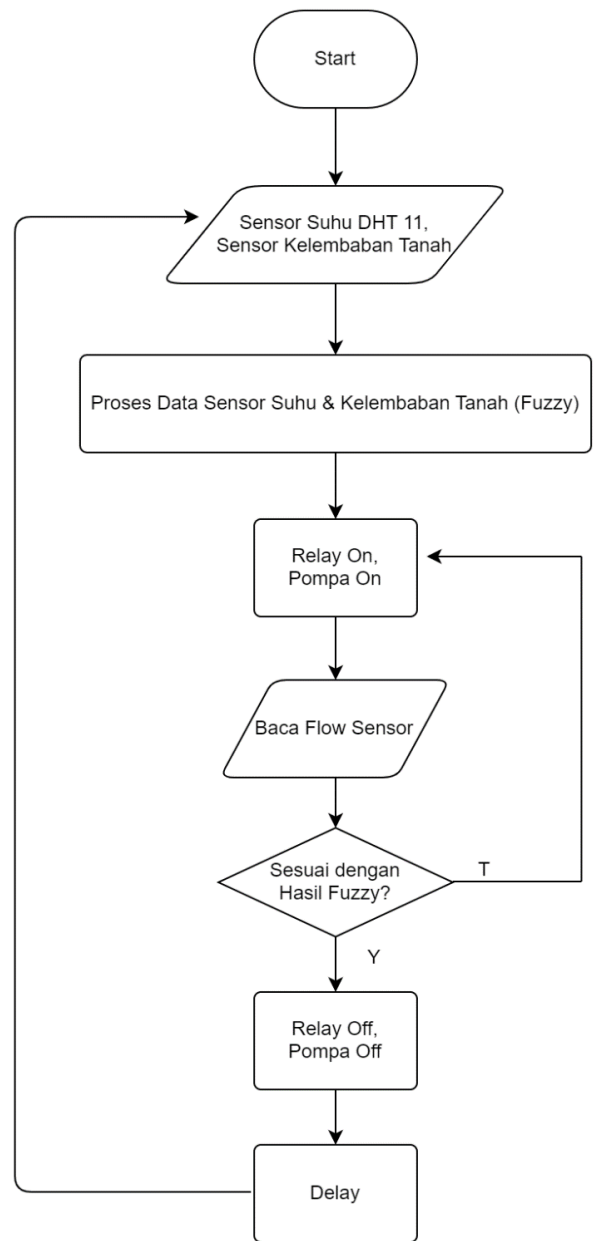 Start
Sensor Suhu DHT 11,
Sensor Kelembaban Tanah
Proses Data Sensor Suhu & Kelembaban Tanah (Fuzzy)
Relay On,
Pompa On
Baca Flow Sensor
Sesuai dengan
Hasil Fuzzy?
T
Y
Relay Off,
Pompa Off
Delay